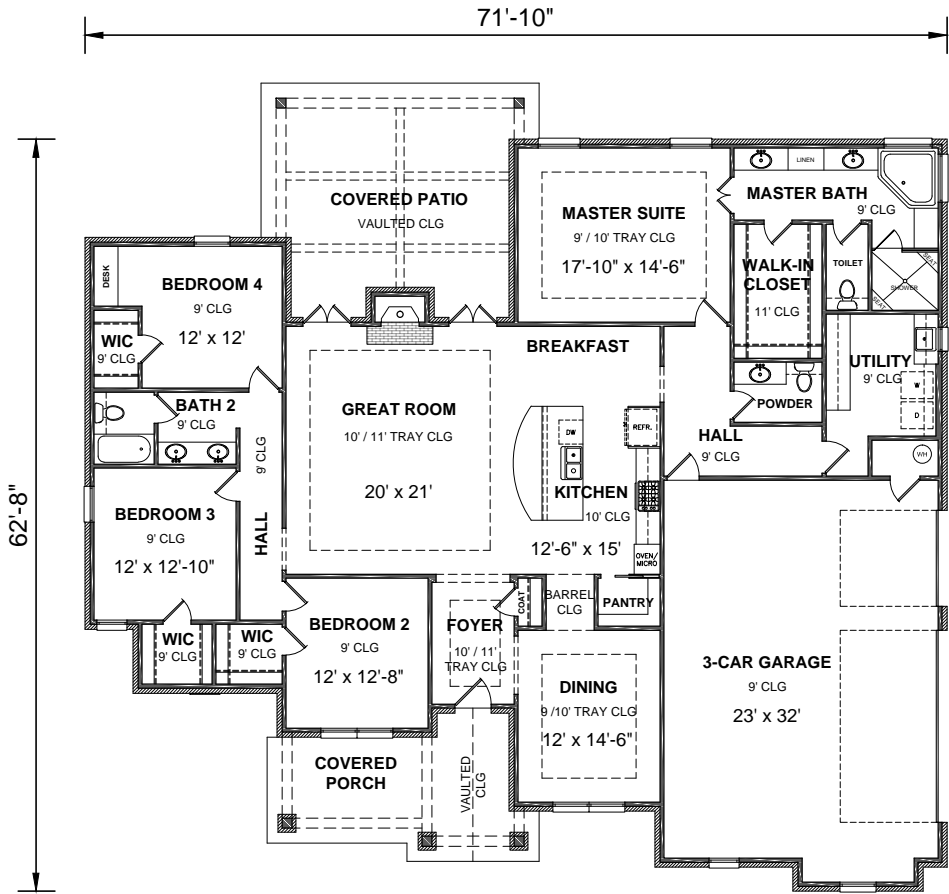 71'-10"
62'-8"
COVERED PATIO
VAULTED CLG
MASTER SUITE
9' / 10' TRAY CLG
17'-10" x 14'-6"
LINEN
MASTER BATH
9' CLG
WALK-IN
CLOSET
11' CLG
TOILET
SEAT
SHOWER
SEAT
DESK
BEDROOM 4
9' CLG
12' x 12'
WIC
9' CLG
BREAKFAST
GREAT ROOM
10' / 11' TRAY CLG
20' x 21'
BATH 2
9' CLG
9' CLG
HALL
DW
REFR.
KITCHEN
10' CLG
12'-6" x 15'
OVEN/
MICRO
POWDER
HALL
9' CLG
UTILITY
9' CLG
W
D
WH
BEDROOM 3
9' CLG
12' x 12'-10"
WIC
9' CLG
WIC
9' CLG
BEDROOM 2
9' CLG
12' x 12'-8"
FOYER
10' / 11'
TRAY CLG
COAT
BARREL
CLG
PANTRY
DINING
9 /10' TRAY CLG
12' x 14'-6"
3-CAR GARAGE
9' CLG
23' x 32'
COVERED
PORCH
VAULTED
CLG